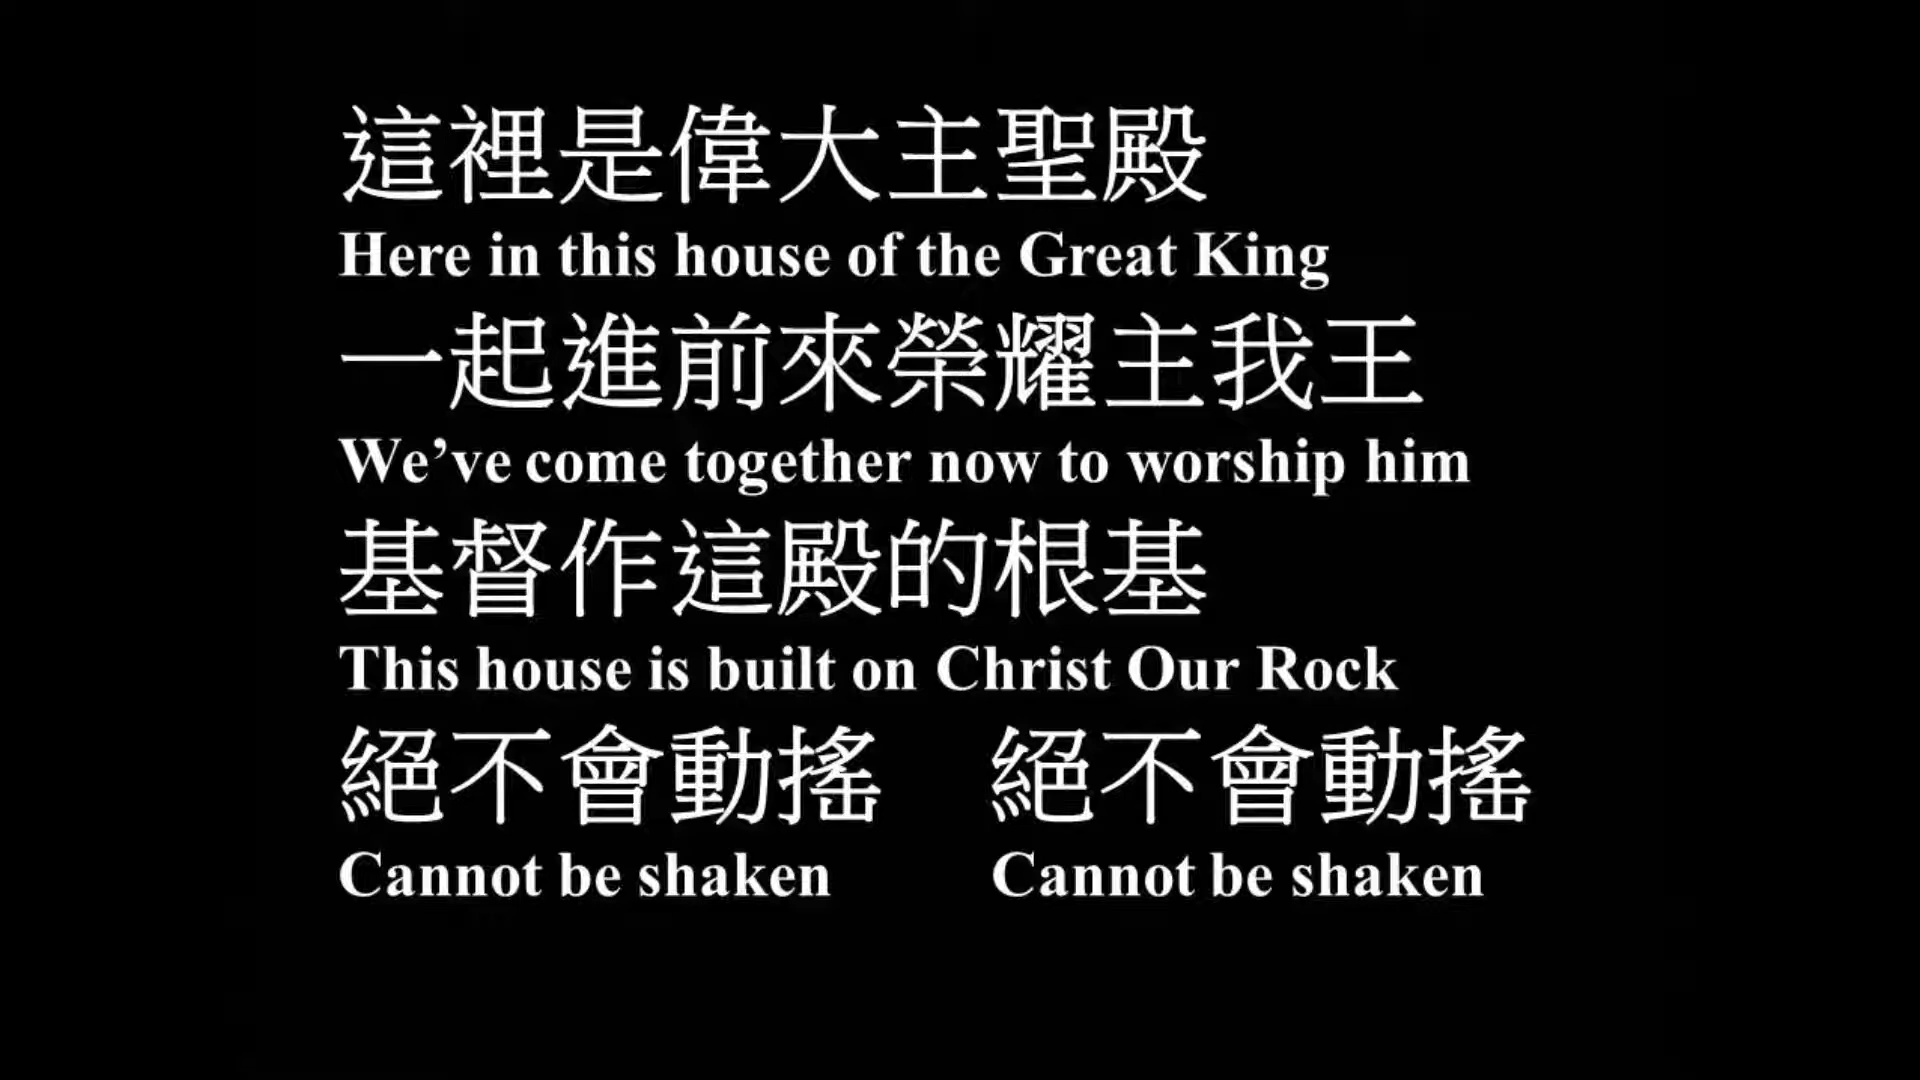 這裡是偉大主聖殿
Here in this house of the Great King
一起進前來榮耀主我王
We’ve come together now to worship him
基督作這殿的根基
This house is built on Christ Our Rock
絕不會動搖 絕不會動搖
Cannot be shaken Cannot be shaken